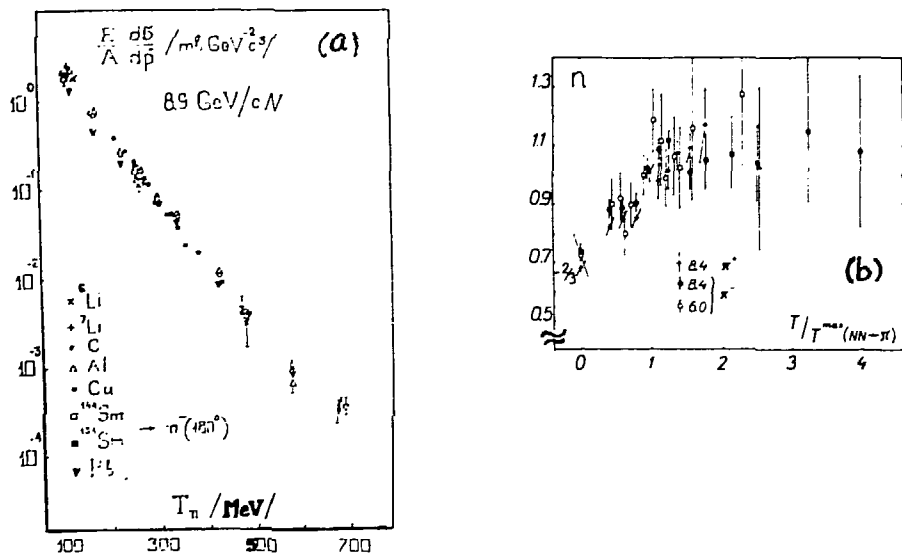 E/A dσ/dp̄ /mb GeV⁻² c³/ (a)
8.9 GeV/c N
10⁰
10⁻¹
10⁻²
10⁻³
10⁻⁴
× ⁶Li
+ ⁷Li
C
Al
Cu
¹⁴⁴Sm
Sm → π⁻(180°)
▼ Pb
100 300 500 700
T_π /MeV/
n
1.3
1.1
0.9
0.7
2/3
0.5
8.4 π⁺
8.4
6.0 } π⁻
(b)
T/T^max (NN→π)
0 1 2 3 4